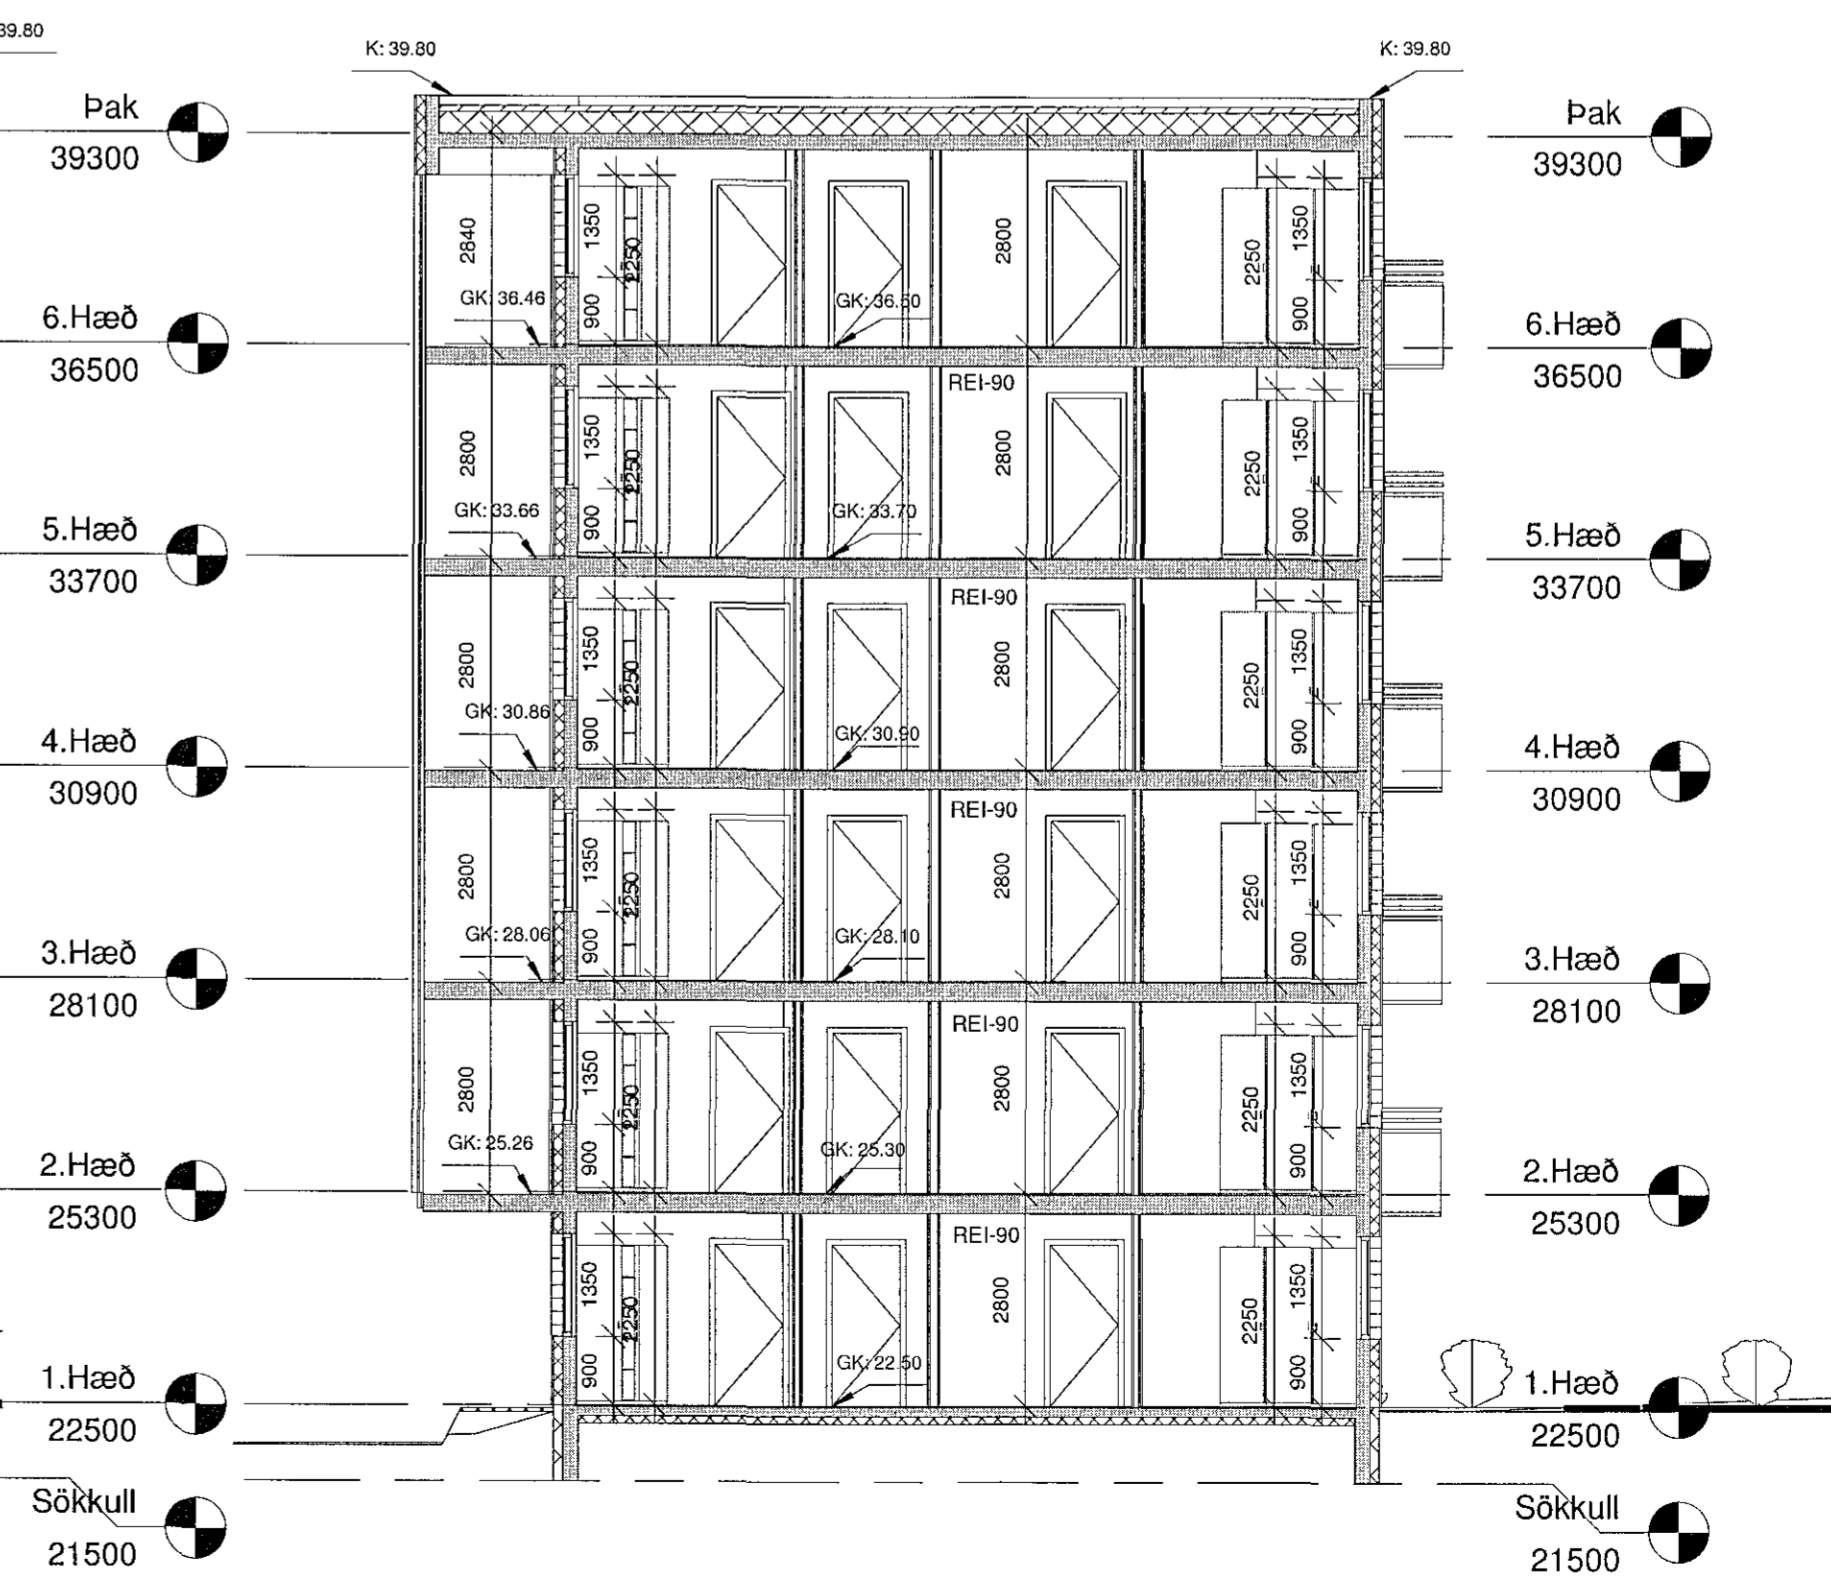 39.80
K: 39.80
K: 39.80
Þak
39300
Þak
39300
2840
1350
2250
900
2800
2250
1350
900
GK: 36.46
GK: 36.50
6.Hæð
36500
6.Hæð
36500
REI-90
2800
1350
2250
900
2800
2250
1350
900
GK: 33.66
GK: 33.70
5.Hæð
33700
5.Hæð
33700
REI-90
2800
1350
2250
900
2800
2250
1350
900
GK: 30.86
GK: 30.90
4.Hæð
30900
4.Hæð
30900
REI-90
2800
1350
2250
900
2800
2250
1350
900
GK: 28.06
GK: 28.10
3.Hæð
28100
3.Hæð
28100
REI-90
2800
1350
2250
900
2800
2250
1350
900
GK: 25.26
GK: 25.30
2.Hæð
25300
2.Hæð
25300
REI-90
1350
2250
900
2800
2250
1350
900
GK: 22.50
1.Hæð
22500
1.Hæð
22500
Sökkull
21500
Sökkull
21500